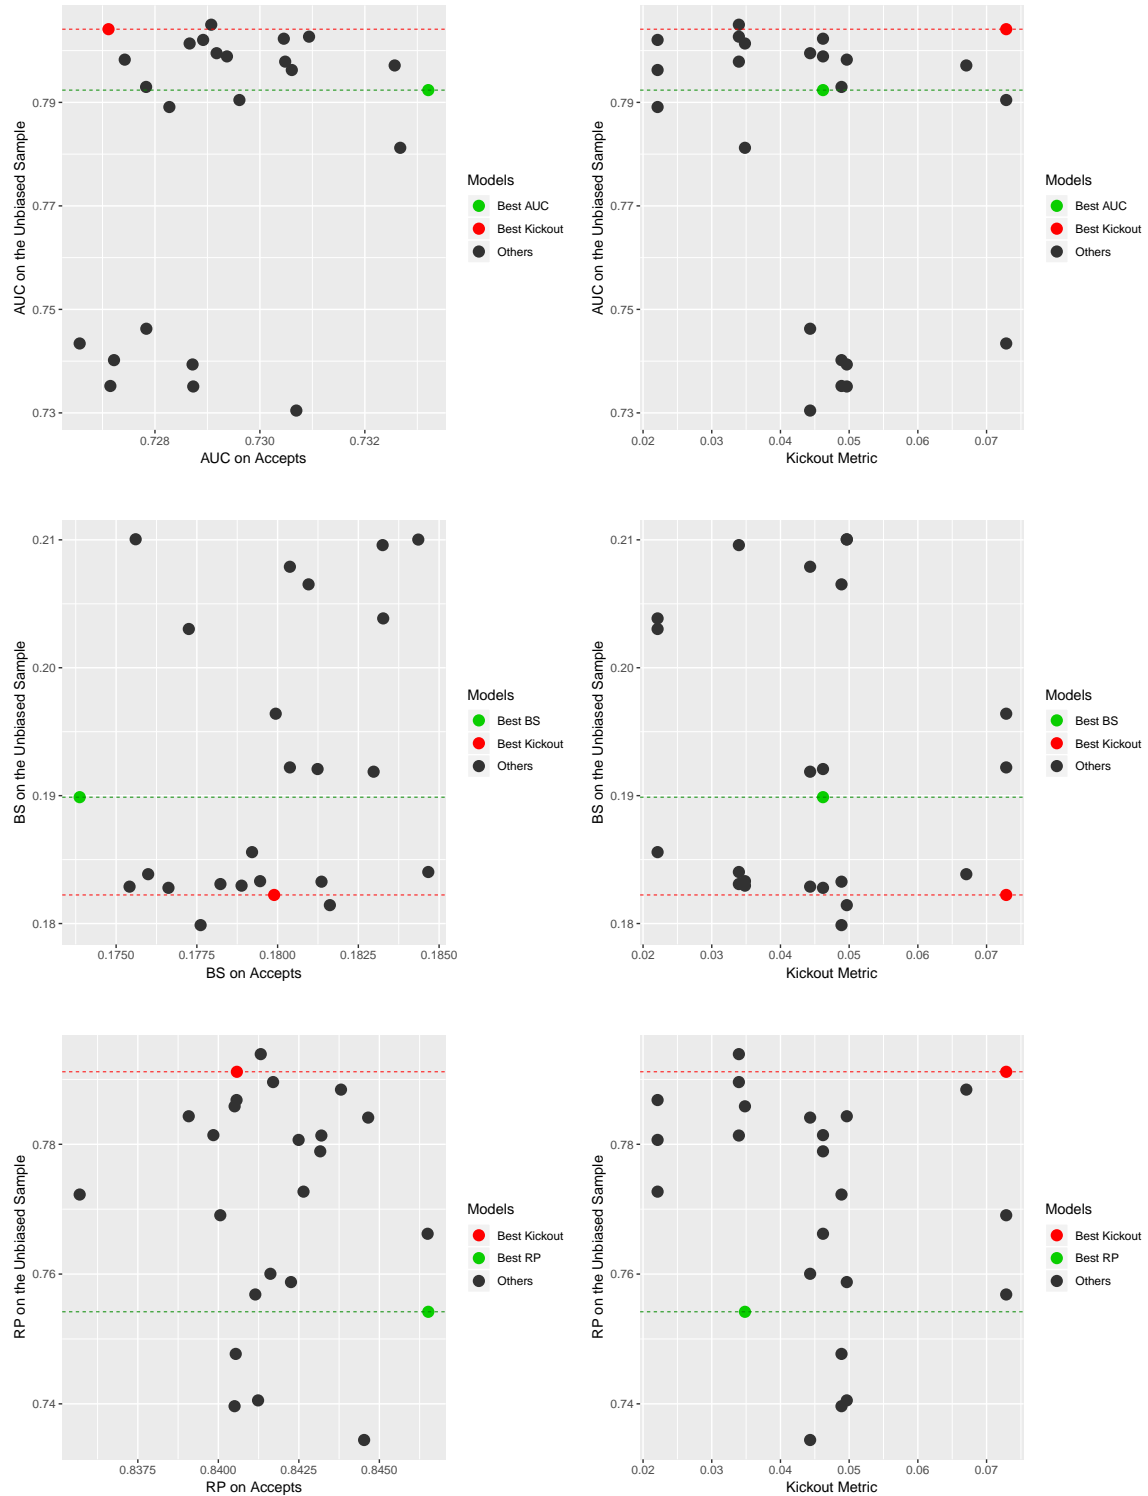 AUC on the Unbiased Sample
0.79
0.77
0.75
0.73
0.728
0.730
0.732
AUC on Accepts
Models
Best AUC
Best Kickout
Others
AUC on the Unbiased Sample
0.79
0.77
0.75
0.73
0.02
0.03
0.04
0.05
0.06
0.07
Kickout Metric
Models
Best AUC
Best Kickout
Others
BS on the Unbiased Sample
0.21
0.20
0.19
0.18
0.1750
0.1775
0.1800
0.1825
0.1850
BS on Accepts
Models
Best BS
Best Kickout
Others
BS on the Unbiased Sample
0.21
0.20
0.19
0.18
0.02
0.03
0.04
0.05
0.06
0.07
Kickout Metric
Models
Best BS
Best Kickout
Others
RP on the Unbiased Sample
0.78
0.76
0.74
0.8375
0.8400
0.8425
0.8450
RP on Accepts
Models
Best Kickout
Best RP
Others
RP on the Unbiased Sample
0.78
0.76
0.74
0.02
0.03
0.04
0.05
0.06
0.07
Kickout Metric
Models
Best Kickout
Best RP
Others